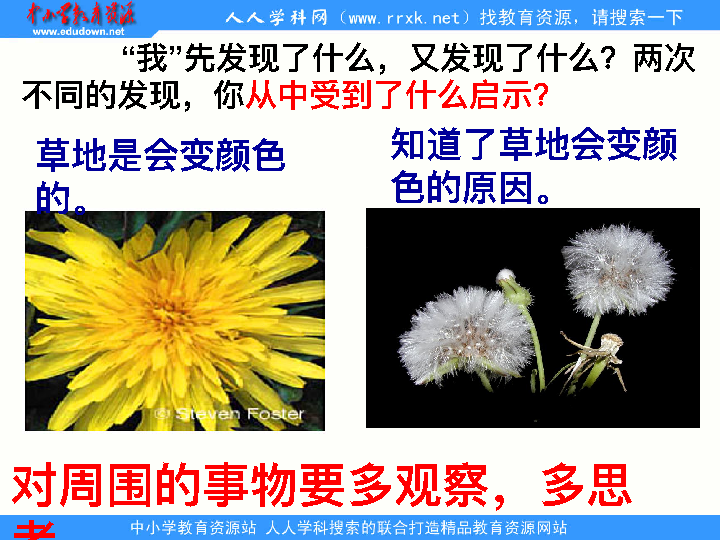 中小学教育资源
www.edudown.net
人人学科网（www.rrxk.net）找教育资源，请搜索一下
“我”先发现了什么，又发现了什么？两次
不同的发现，你从中受到了什么启示？
草地是会变颜色
的。
知道了草地会变颜
色的原因。
© Steven Foster
对周围的事物要多观察，多思
考
中小学教育资源站 人人学科搜索的联合打造精品教育资源网站